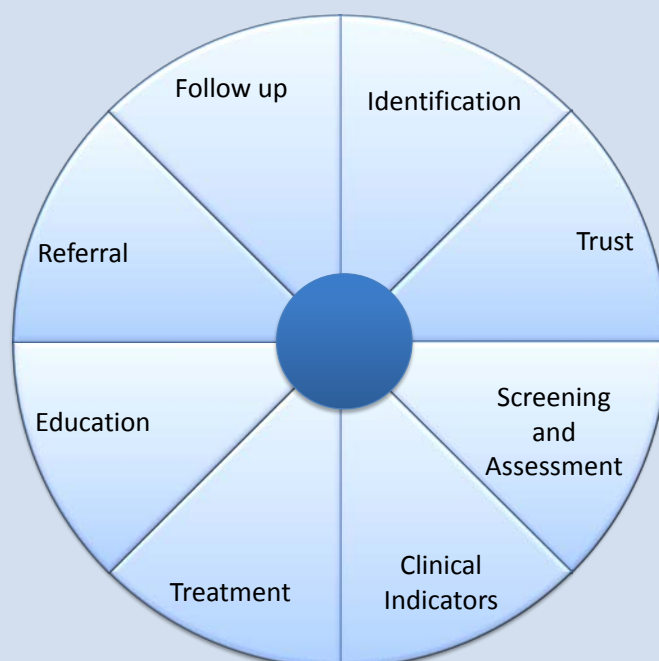 Follow up
Identification
Trust
Screening
and
Assessment
Clinical
Indicators
Treatment
Education
Referral